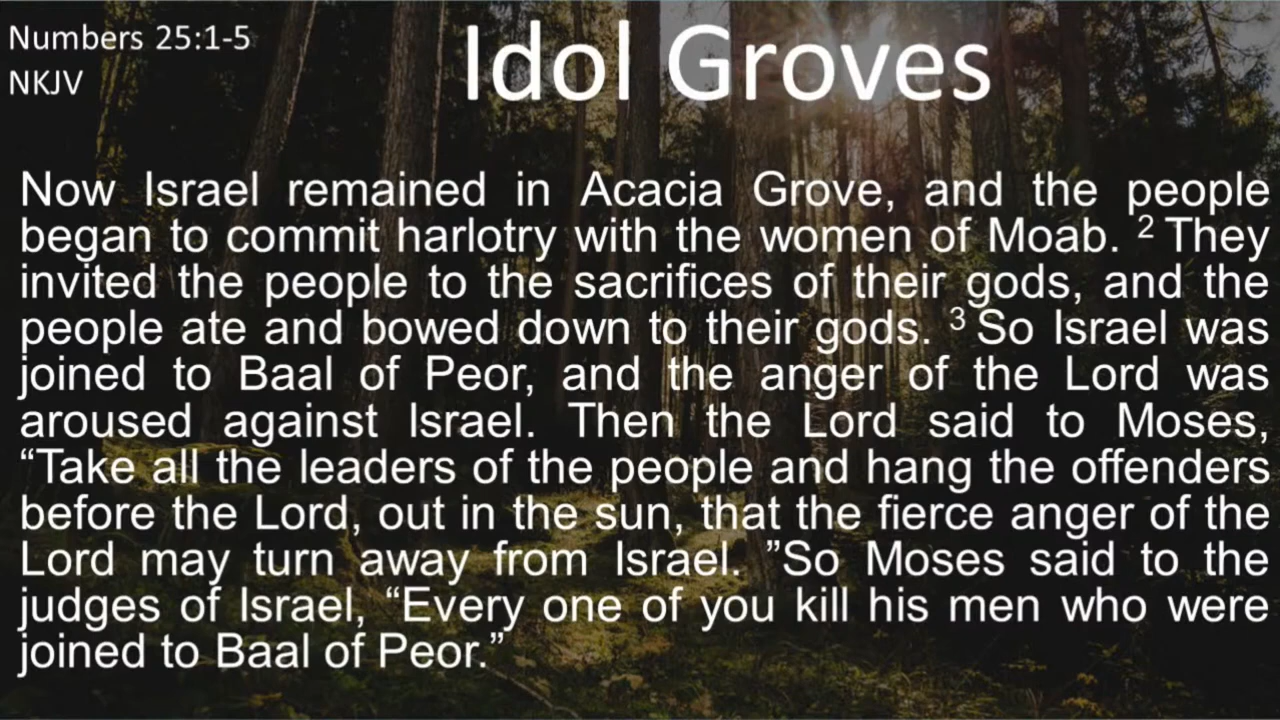 Numbers 25:1-5
NKJV
Idol Groves
Now Israel remained in Acacia Grove, and the people
began to commit harlotry with the women of Moab. ² They
invited the people to the sacrifices of their gods, and the
people ate and bowed down to their gods. ³ So Israel was
joined to Baal of Peor, and the anger of the Lord was
aroused against Israel. Then the Lord said to Moses,
“Take all the leaders of the people and hang the offenders
before the Lord, out in the sun, that the fierce anger of the
Lord may turn away from Israel. ”So Moses said to the
judges of Israel, “Every one of you kill his men who were
joined to Baal of Peor.”